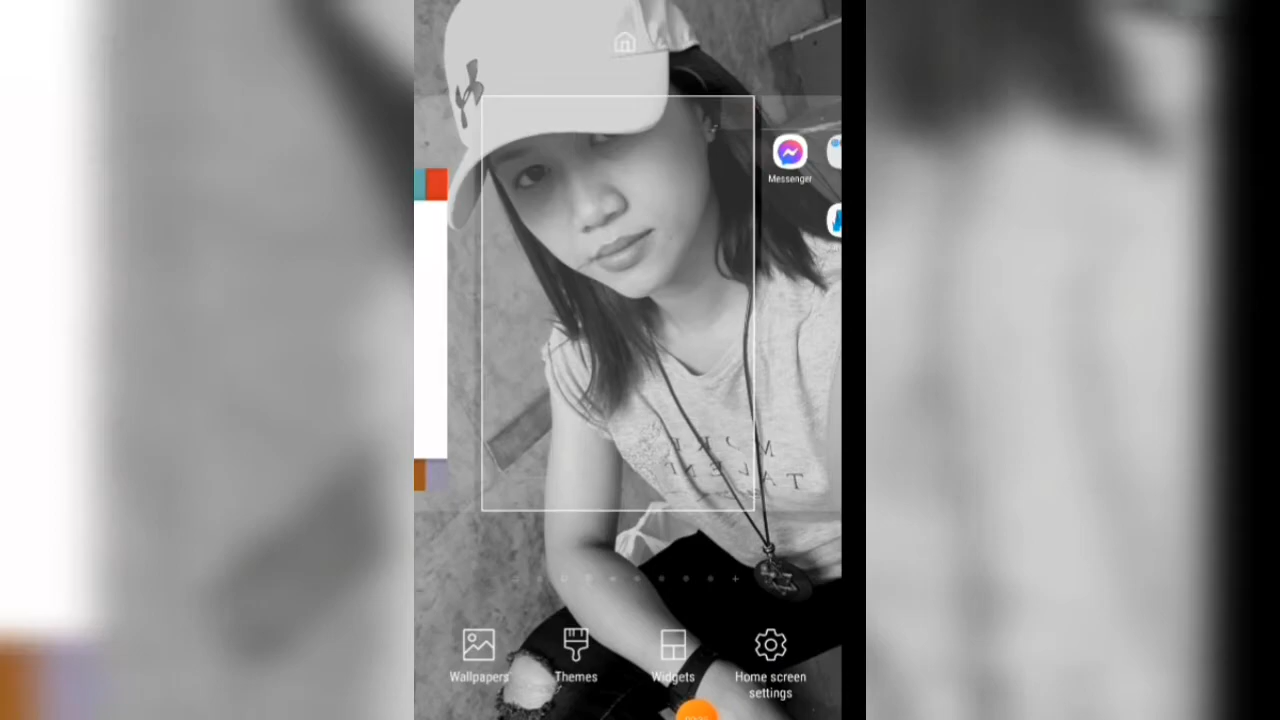 Messenger
Wallpapers
Themes
Widgets
Home screen
settings